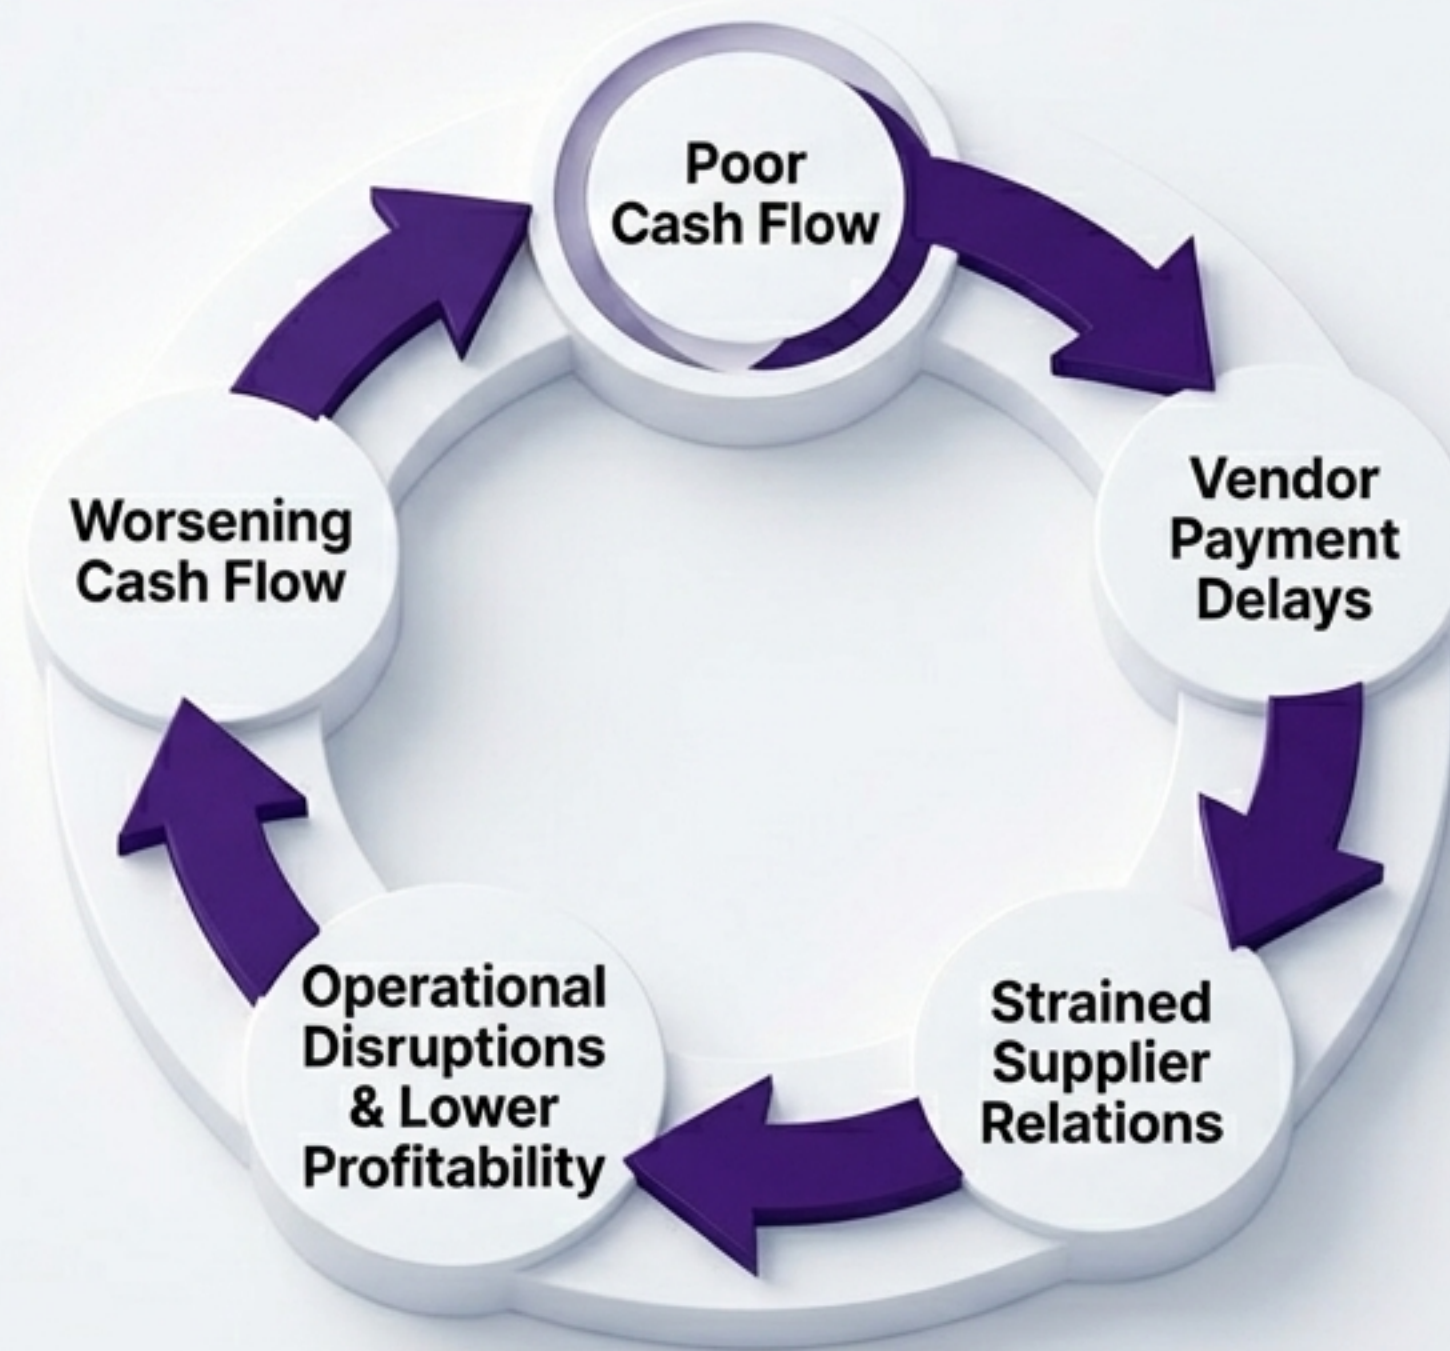 Poor
Cash Flow
Vendor
Payment
Delays
Strained
Supplier
Relations
Operational
Disruptions
& Lower
Profitability
Worsening
Cash Flow